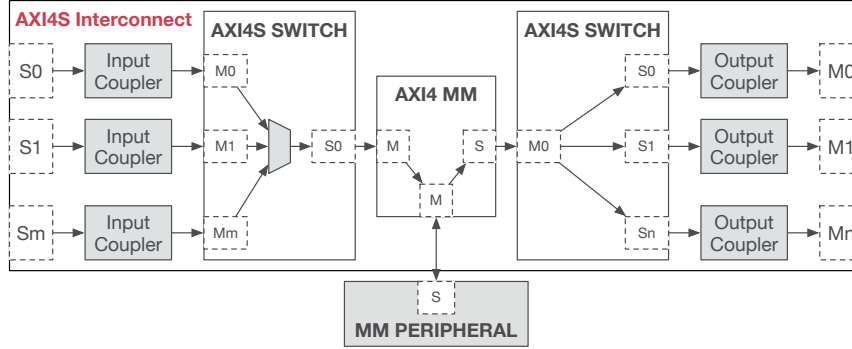 AXI4S Interconnect
AXI4S SWITCH
AXI4S SWITCH
S0
Input
Coupler
M0
AXI4 MM
S0
Output
Coupler
M0
S1
Input
Coupler
M1
S0
M
S
M0
S1
Output
Coupler
M1
M
Sm
Input
Coupler
Mm
Sn
Output
Coupler
Mn
S
MM PERIPHERAL